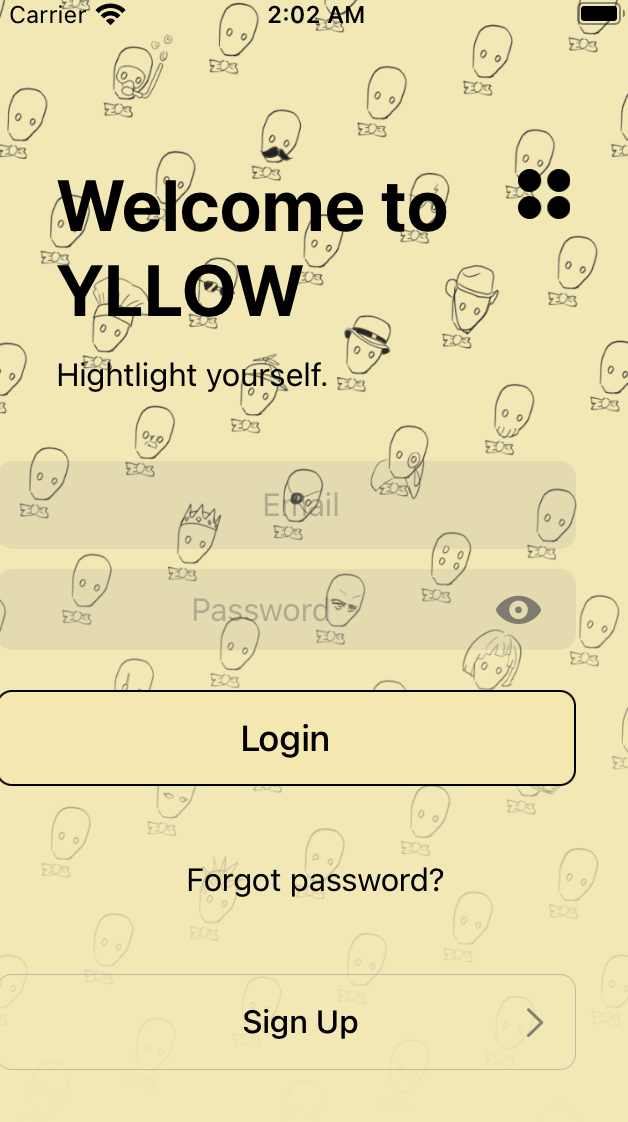 Carrier 2:02 AM
Welcome to
YLLOW
Hightlight yourself.
Email
Password
Login
Forgot password?
Sign Up